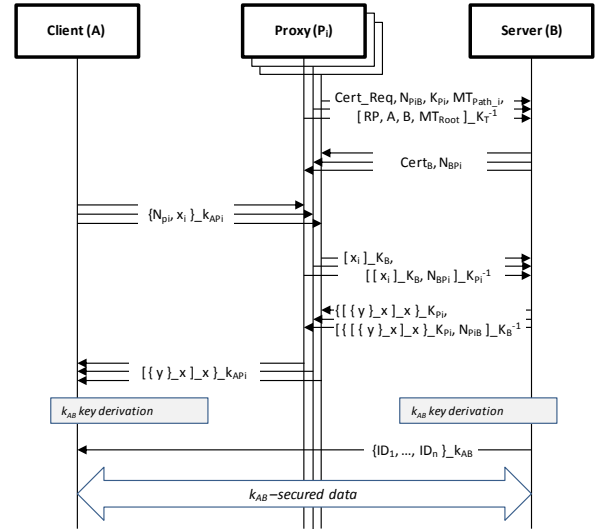 Client (A)
Proxy (Pi)
Server (B)
Cert_Req, NPiB, KPi, MTPath_i,
[ RP, A, B, MTRoot ]_KT-1
CertB, NBPi
{Npi, xi }_kAPi
[ xi ]_KB,
[ [ xi ]_KB, NBPi ]_KPi-1
{[ { y }_x ]_x }_KPi,
[{ [ { y }_x ]_x }_KPi, NPiB ]_KB-1
[ { y }_x ]_x }_kAPi
kAB key derivation
kAB key derivation
{ID1, ..., IDn }_kAB
kAB –secured data